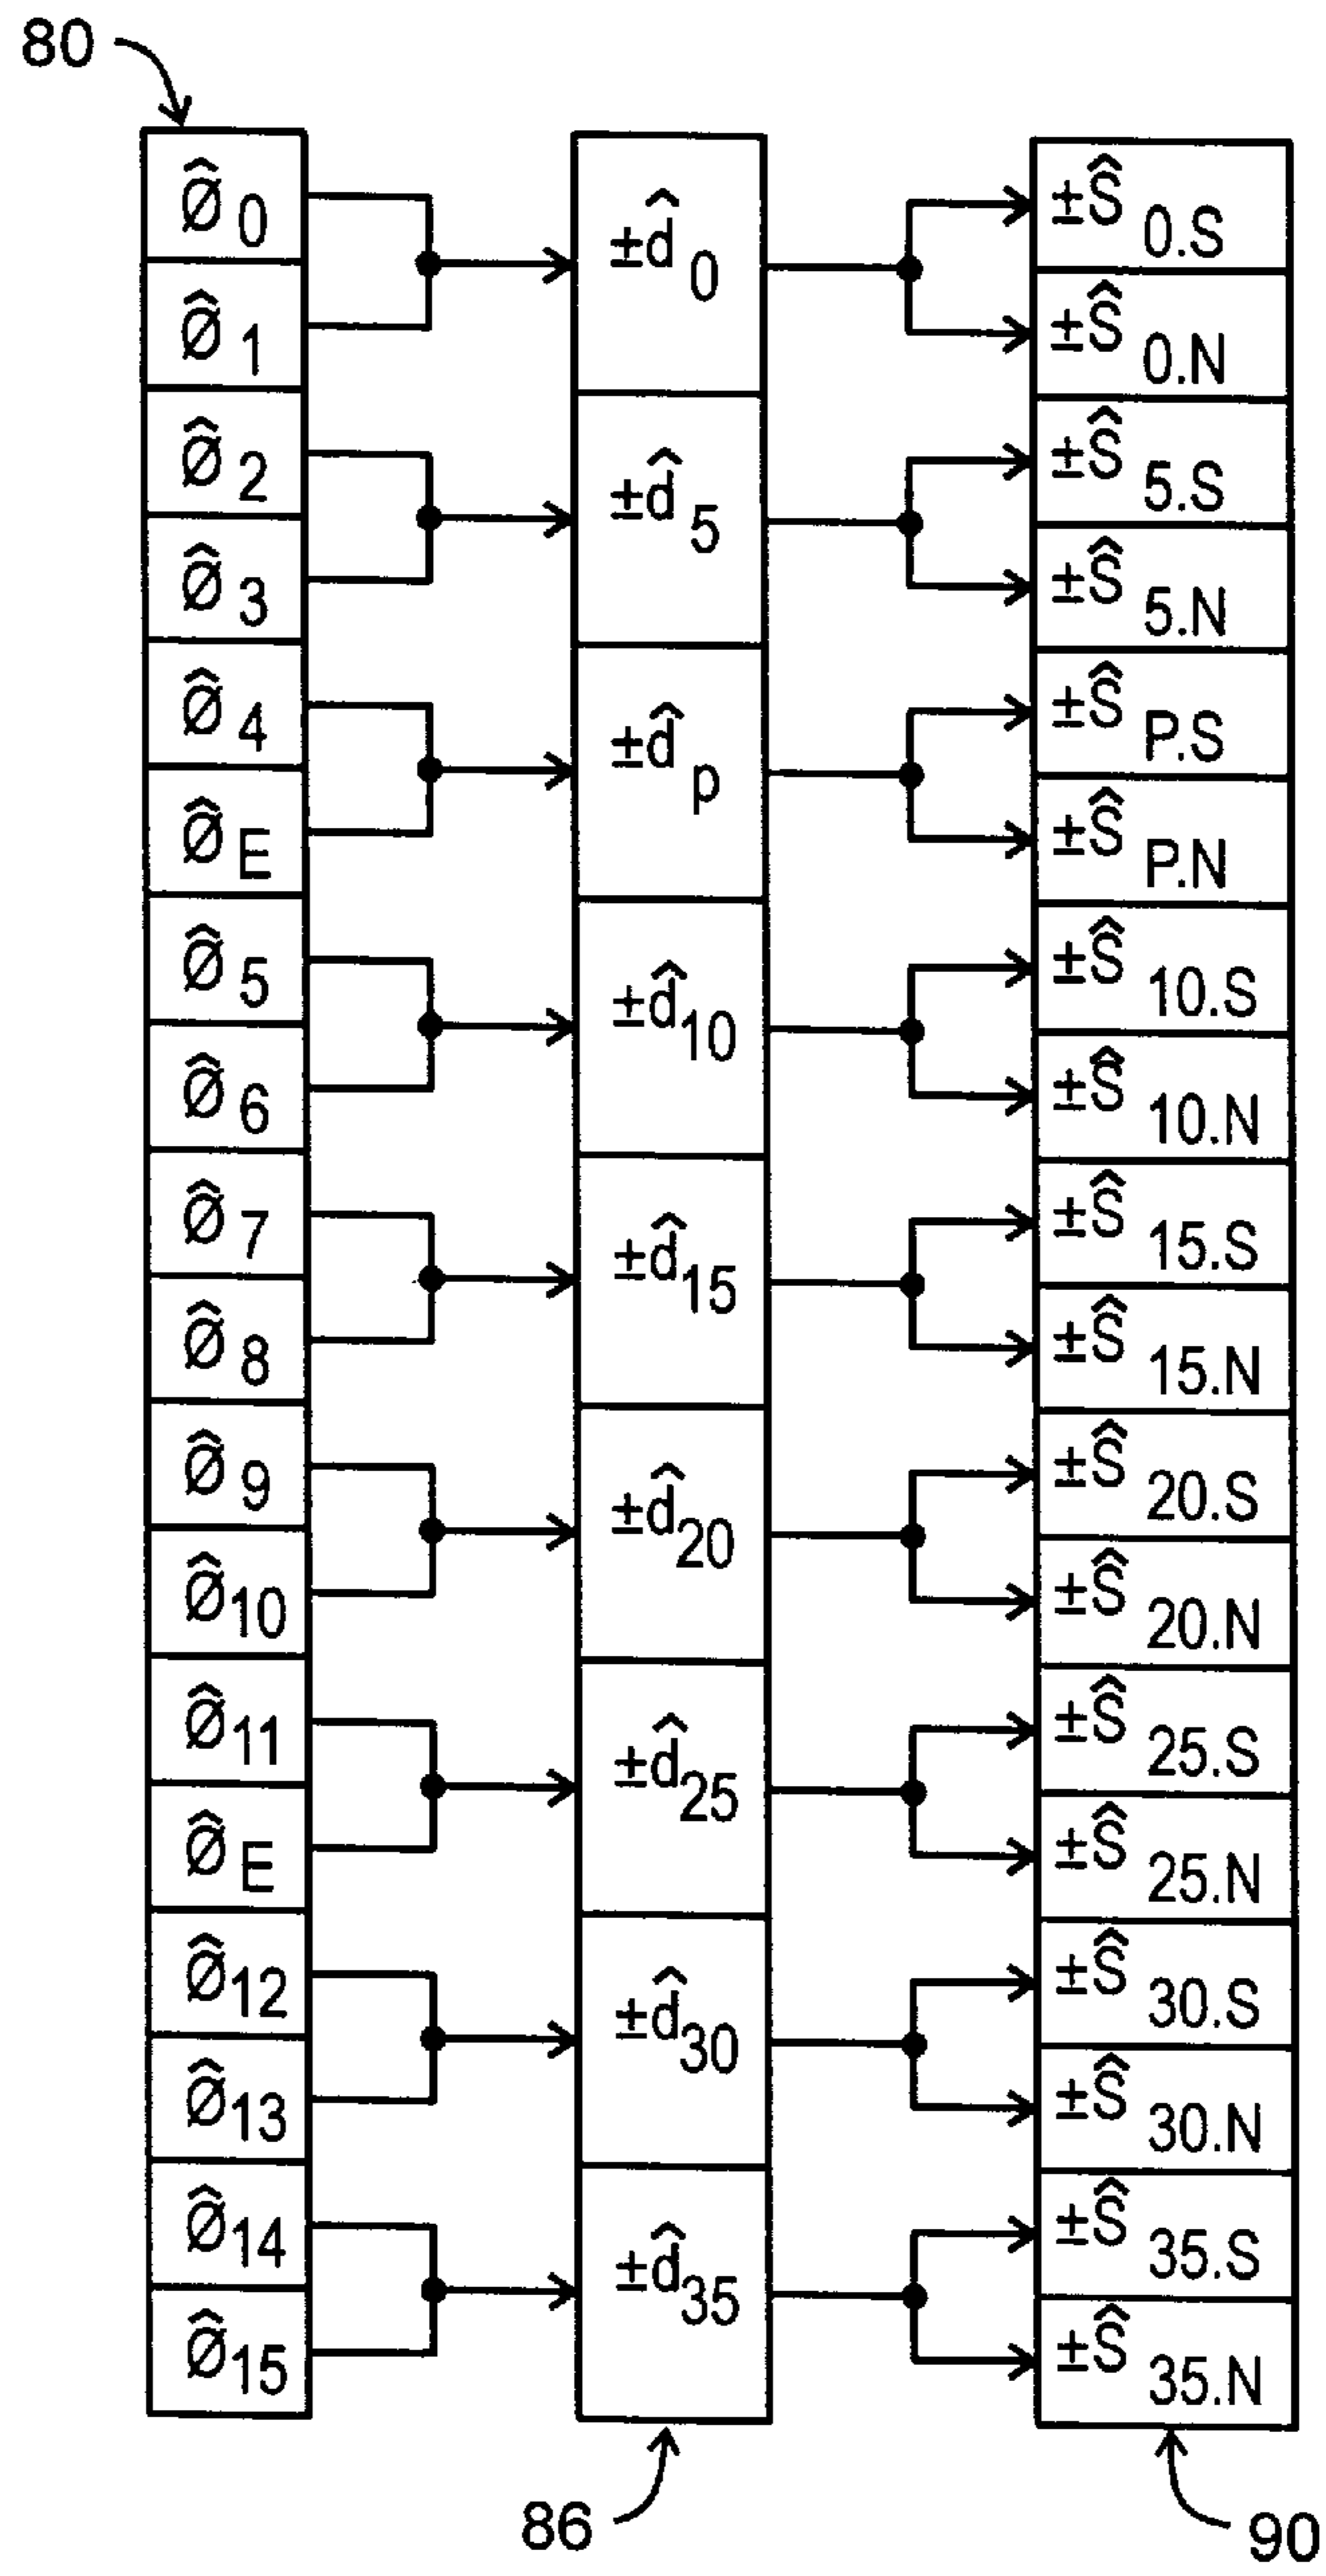 80
Ø̂0
Ø̂1
Ø̂2
Ø̂3
Ø̂4
Ø̂E
Ø̂5
Ø̂6
Ø̂7
Ø̂8
Ø̂9
Ø̂10
Ø̂11
Ø̂E
Ø̂12
Ø̂13
Ø̂14
Ø̂15
±d̂0
±d̂5
±d̂p
±d̂10
±d̂15
±d̂20
±d̂25
±d̂30
±d̂35
86
±Ŝ0.S
±Ŝ0.N
±Ŝ5.S
±Ŝ5.N
±ŜP.S
±ŜP.N
±Ŝ10.S
±Ŝ10.N
±Ŝ15.S
±Ŝ15.N
±Ŝ20.S
±Ŝ20.N
±Ŝ25.S
±Ŝ25.N
±Ŝ30.S
±Ŝ30.N
±Ŝ35.S
±Ŝ35.N
90